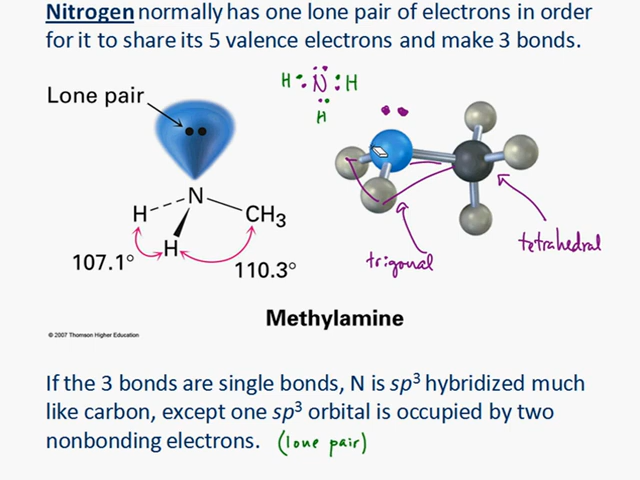 Nitrogen normally has one lone pair of electrons in order
for it to share its 5 valence electrons and make 3 bonds.
H : N : H
H
Lone pair
N
H
CH3
H
107.1°
110.3°
trigonal
tetrahedral
Methylamine
© 2007 Thomson Higher Education
If the 3 bonds are single bonds, N is sp³ hybridized much
like carbon, except one sp³ orbital is occupied by two
nonbonding electrons. (lone pair)